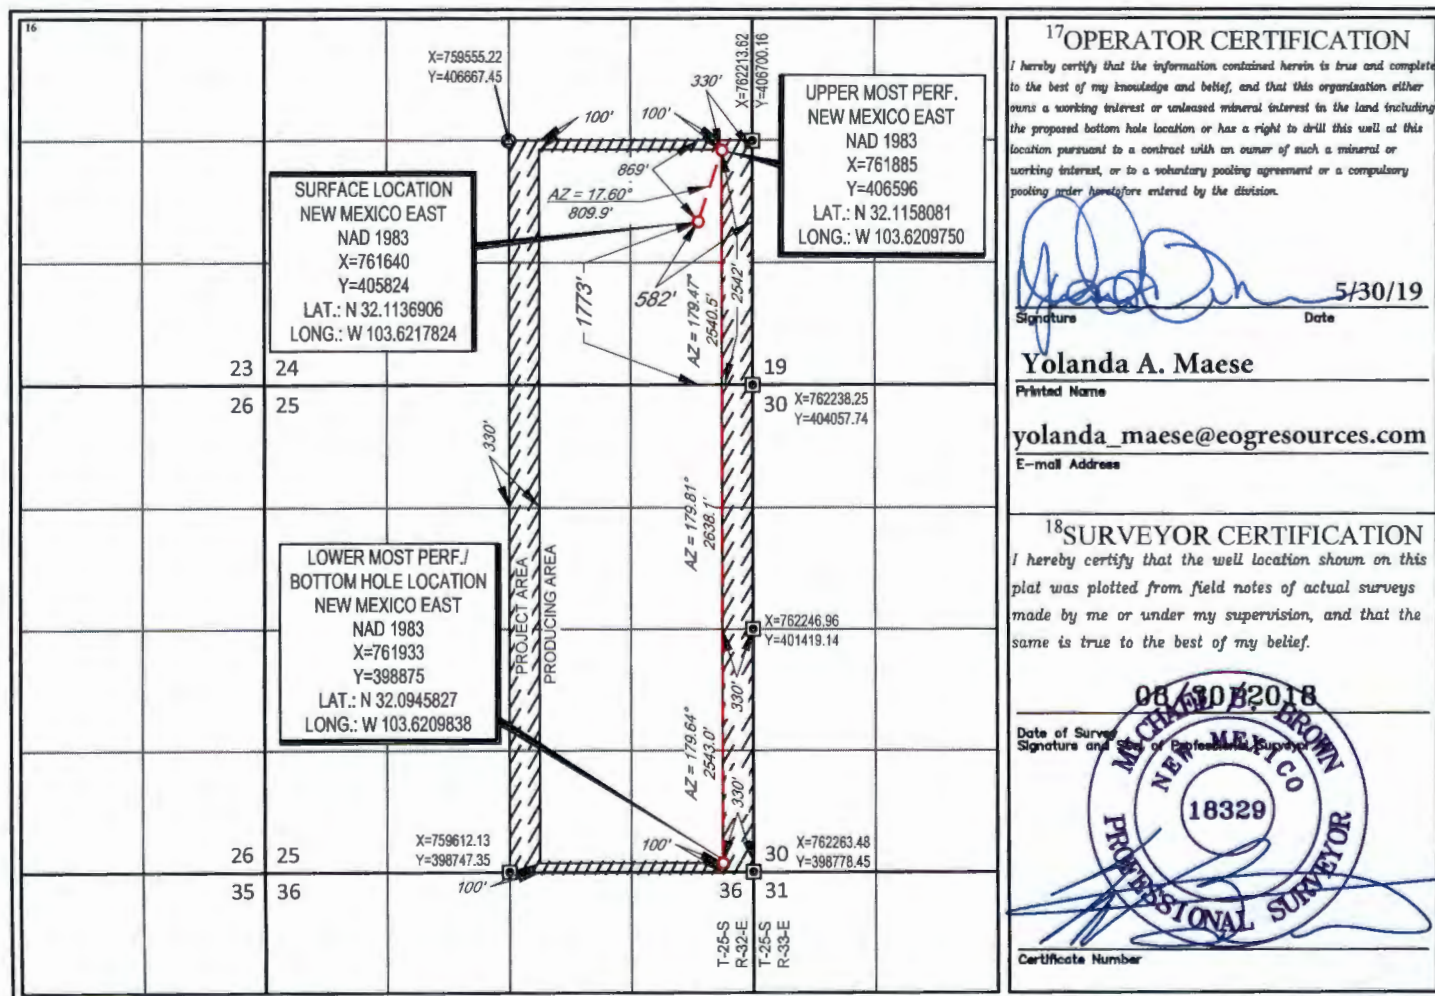 16
X=759555.22
Y=406667.45
X=762213.62
Y=406700.16
330'
100'
100'
UPPER MOST PERF.
NEW MEXICO EAST
NAD 1983
X=761885
Y=406596
LAT.: N 32.1158081
LONG.: W 103.6209750
SURFACE LOCATION
NEW MEXICO EAST
NAD 1983
X=761640
Y=405824
LAT.: N 32.1136906
LONG.: W 103.6217824
869'
AZ = 17.60°
809.9'
1773'
582'
2542'
AZ = 179.47°
2540.5'
23 24
26 25
19
30
X=762238.25
Y=404057.74
330'
AZ = 179.81°
2638.1'
LOWER MOST PERF./
BOTTOM HOLE LOCATION
NEW MEXICO EAST
NAD 1983
X=761933
Y=398875
LAT.: N 32.0945827
LONG.: W 103.6209838
PROJECT AREA
PRODUCING AREA
X=762246.96
Y=401419.14
330'
AZ = 179.64°
2543.0'
330'
X=759612.13
Y=398747.35
100'
100'
26 25
35 36
30
36 31
X=762263.48
Y=398778.45
T-25-S
R-32-E
T-25-S
R-33-E
17 OPERATOR CERTIFICATION
I hereby certify that the information contained herein is true and complete
to the best of my knowledge and belief, and that this organization either
owns a working interest or unleased mineral interest in the land including
the proposed bottom hole location or has a right to drill this well at this
location pursuant to a contract with an owner of such a mineral or
working interest, or to a voluntary pooling agreement or a compulsory
pooling order heretofore entered by the division.
5/30/19
Signature Date
Yolanda A. Maese
Printed Name
yolanda_maese@eogresources.com
E-mail Address
18 SURVEYOR CERTIFICATION
I hereby certify that the well location shown on this
plat was plotted from field notes of actual surveys
made by me or under my supervision, and that the
same is true to the best of my belief.
08/30/2018
Date of Survey
Signature and Seal of Professional Surveyor
MICHAEL B. BROWN
NEW MEXICO
18329
PROFESSIONAL SURVEYOR
Certificate Number